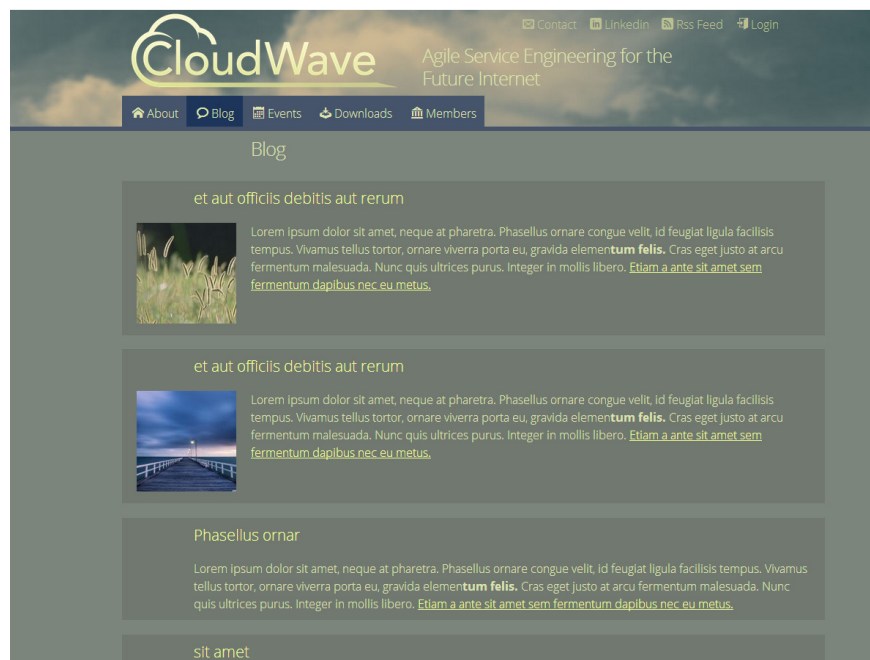 Contact Linkedin Rss Feed Login
CloudWave
Agile Service Engineering for the
Future Internet
About Blog Events Downloads Members
Blog
et aut officiis debitis aut rerum
Lorem ipsum dolor sit amet, neque at pharetra. Phasellus ornare congue velit, id feugiat ligula facilisis
tempus. Vivamus tellus tortor, ornare viverra porta eu, gravida elementum felis. Cras eget justo at arcu
fermentum malesuada. Nunc quis ultrices purus. Integer in mollis libero. Etiam a ante sit amet sem
fermentum dapibus nec eu metus.
et aut officiis debitis aut rerum
Lorem ipsum dolor sit amet, neque at pharetra. Phasellus ornare congue velit, id feugiat ligula facilisis
tempus. Vivamus tellus tortor, ornare viverra porta eu, gravida elementum felis. Cras eget justo at arcu
fermentum malesuada. Nunc quis ultrices purus. Integer in mollis libero. Etiam a ante sit amet sem
fermentum dapibus nec eu metus.
Phasellus ornar
Lorem ipsum dolor sit amet, neque at pharetra. Phasellus ornare congue velit, id feugiat ligula facilisis tempus. Vivamus
tellus tortor, ornare viverra porta eu, gravida elementum felis. Cras eget justo at arcu fermentum malesuada. Nunc
quis ultrices purus. Integer in mollis libero. Etiam a ante sit amet sem fermentum dapibus nec eu metus.
sit amet